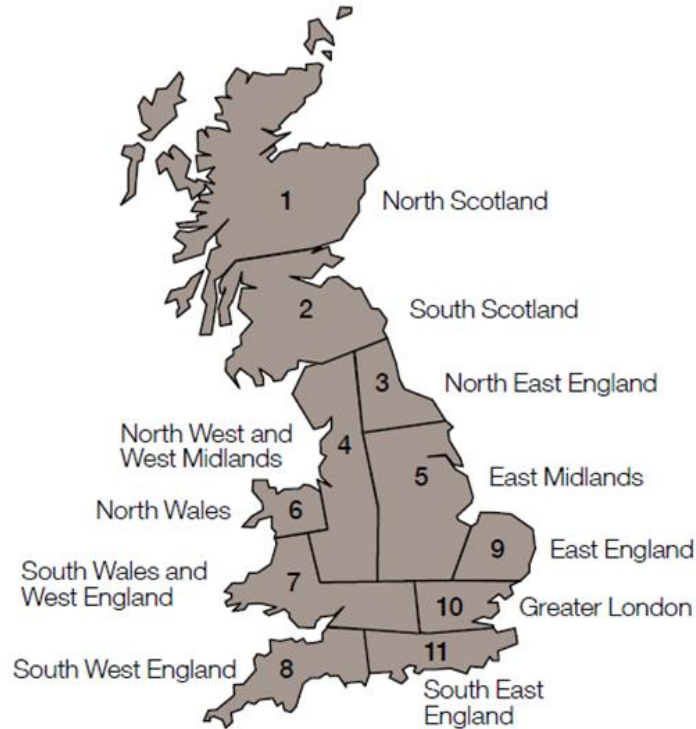 1
North Scotland
2
South Scotland
3
North East England
North West and
West Midlands
4
5
East Midlands
North Wales
6
9
East England
South Wales and
West England
7
10
Greater London
South West England
8
11
South East
England